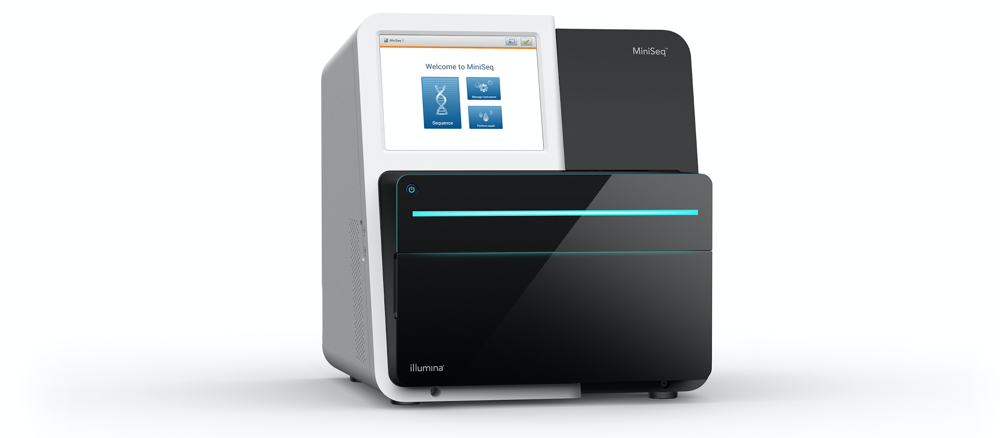 MiniSeq 1
Welcome to MiniSeq
Sequence
Manage instrument
Perform wash
MiniSeq™
illumina®